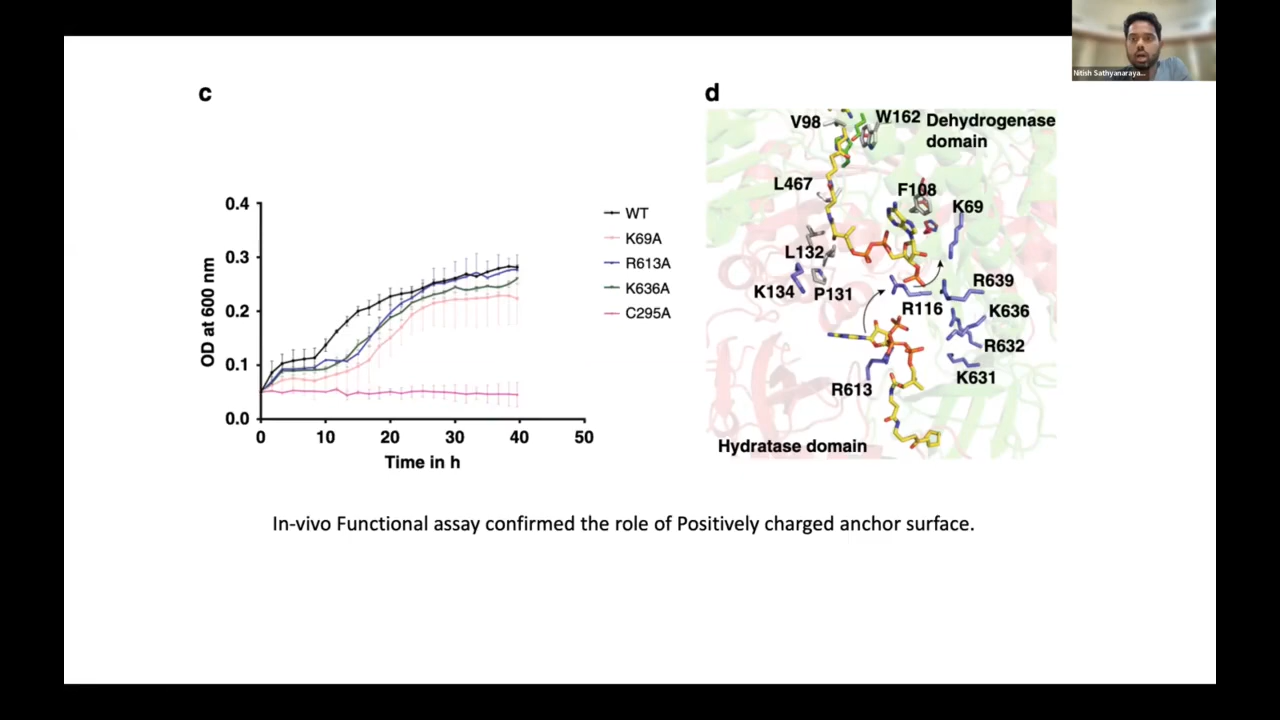 Nitish Sathyanaraya...
c
0.4
0.3
0.2
0.1
0.0
OD at 600 nm
0
10
20
30
40
50
Time in h
WT
K69A
R613A
K636A
C295A
d
V98
W162
Dehydrogenase
domain
L467
F108
K69
L132
K134
P131
R639
R116
K636
R632
K631
R613
Hydratase domain
In-vivo Functional assay confirmed the role of Positively charged anchor surface.